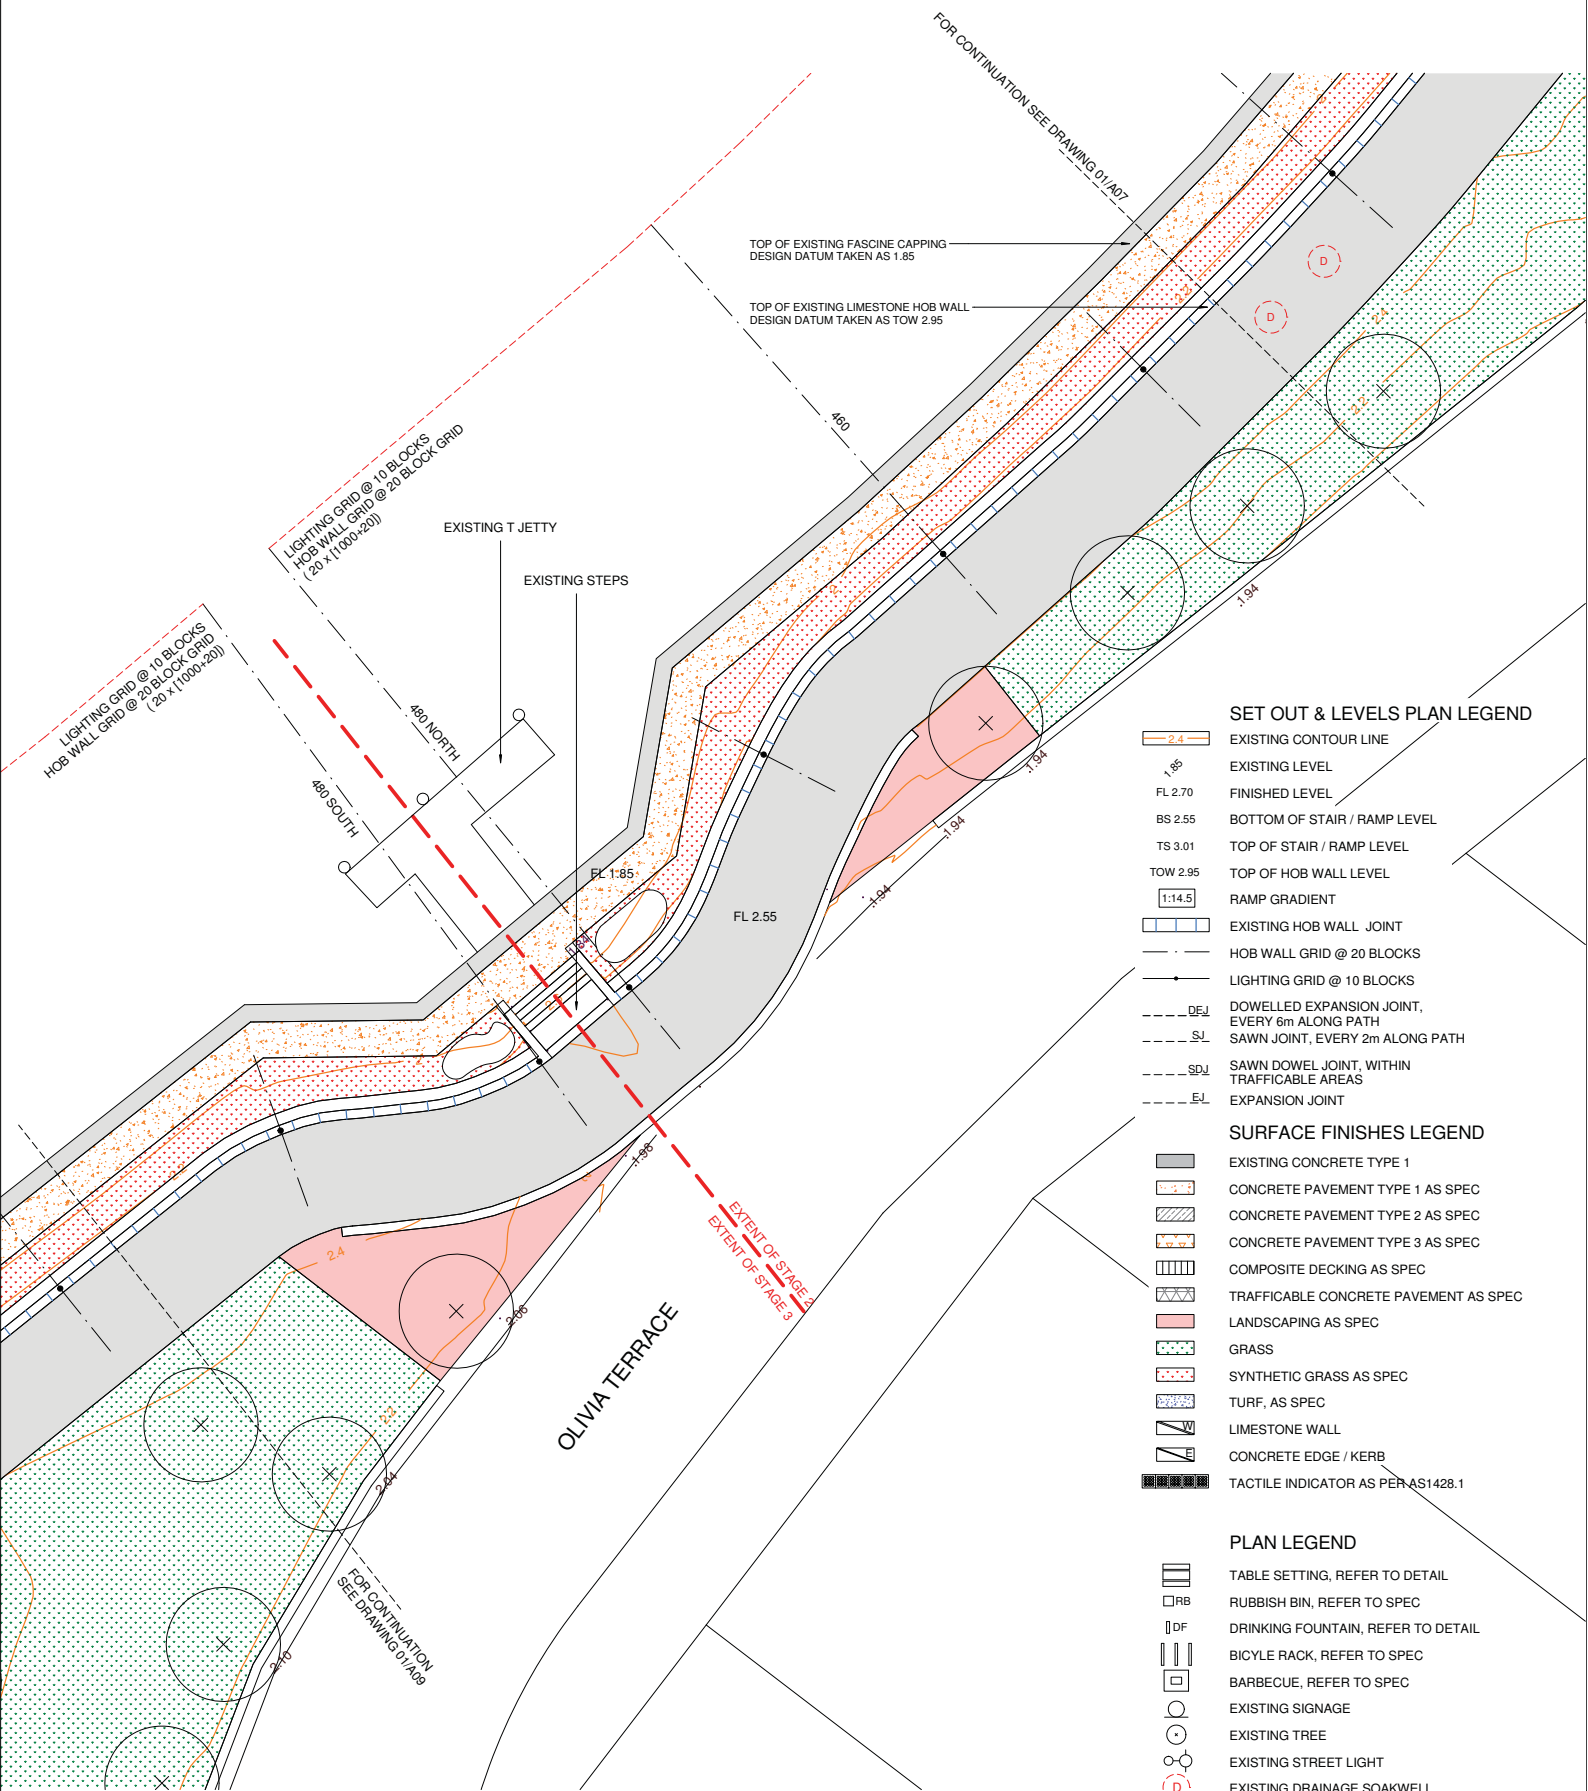 FOR CONTINUATION SEE DRAWING 01/A07
TOP OF EXISTING FASCINE CAPPING
DESIGN DATUM TAKEN AS 1.85
TOP OF EXISTING LIMESTONE HOB WALL
DESIGN DATUM TAKEN AS TOW 2.95
D
D
2.2
2.4
2.2
460
LIGHTING GRID @ 10 BLOCKS
HOB WALL GRID @ 20 BLOCK GRID
( 20 x [1000+20])
EXISTING T JETTY
EXISTING STEPS
LIGHTING GRID @ 10 BLOCKS
HOB WALL GRID @ 20 BLOCK GRID
( 20 x [1000+20])
480 NORTH
480 SOUTH
2
1.94
1.94
1.94
1.94
FL 1.85
FL 2.55
1.84
1.98
2.2
2.4
2.06
2.2
2.04
2.10
EXTENT OF STAGE 2
EXTENT OF STAGE 3
OLIVIA TERRACE
FOR CONTINUATION
SEE DRAWING 01/A09
SET OUT & LEVELS PLAN LEGEND
2.4 EXISTING CONTOUR LINE
1.85 EXISTING LEVEL
FL 2.70 FINISHED LEVEL
BS 2.55 BOTTOM OF STAIR / RAMP LEVEL
TS 3.01 TOP OF STAIR / RAMP LEVEL
TOW 2.95 TOP OF HOB WALL LEVEL
1:14.5 RAMP GRADIENT
EXISTING HOB WALL JOINT
HOB WALL GRID @ 20 BLOCKS
LIGHTING GRID @ 10 BLOCKS
DEJ DOWELLED EXPANSION JOINT,
EVERY 6m ALONG PATH
SJ SAWN JOINT, EVERY 2m ALONG PATH
SDJ SAWN DOWEL JOINT, WITHIN
TRAFFICABLE AREAS
EJ EXPANSION JOINT
SURFACE FINISHES LEGEND
EXISTING CONCRETE TYPE 1
CONCRETE PAVEMENT TYPE 1 AS SPEC
CONCRETE PAVEMENT TYPE 2 AS SPEC
CONCRETE PAVEMENT TYPE 3 AS SPEC
COMPOSITE DECKING AS SPEC
TRAFFICABLE CONCRETE PAVEMENT AS SPEC
LANDSCAPING AS SPEC
GRASS
SYNTHETIC GRASS AS SPEC
TURF, AS SPEC
W LIMESTONE WALL
E CONCRETE EDGE / KERB
TACTILE INDICATOR AS PER AS1428.1
PLAN LEGEND
TABLE SETTING, REFER TO DETAIL
RB RUBBISH BIN, REFER TO SPEC
DF DRINKING FOUNTAIN, REFER TO DETAIL
BICYLE RACK, REFER TO SPEC
BARBECUE, REFER TO SPEC
EXISTING SIGNAGE
EXISTING TREE
EXISTING STREET LIGHT
D EXISTING DRAINAGE SOAKWELL